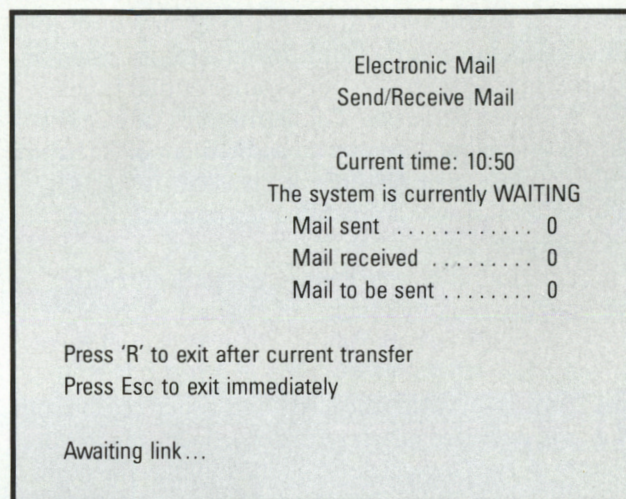 Electronic Mail
Send/Receive Mail
Current time: 10:50
The system is currently WAITING
Mail sent ............ 0
Mail received ......... 0
Mail to be sent ........ 0
Press 'R' to exit after current transfer
Press Esc to exit immediately
Awaiting link...